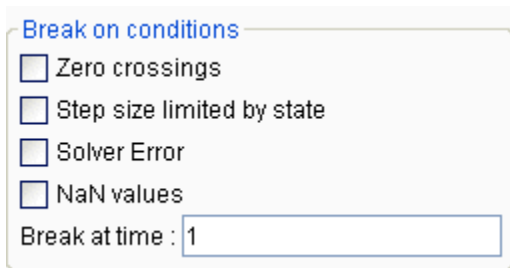 Break on conditions
Zero crossings
Step size limited by state
Solver Error
NaN values
Break at time : 1